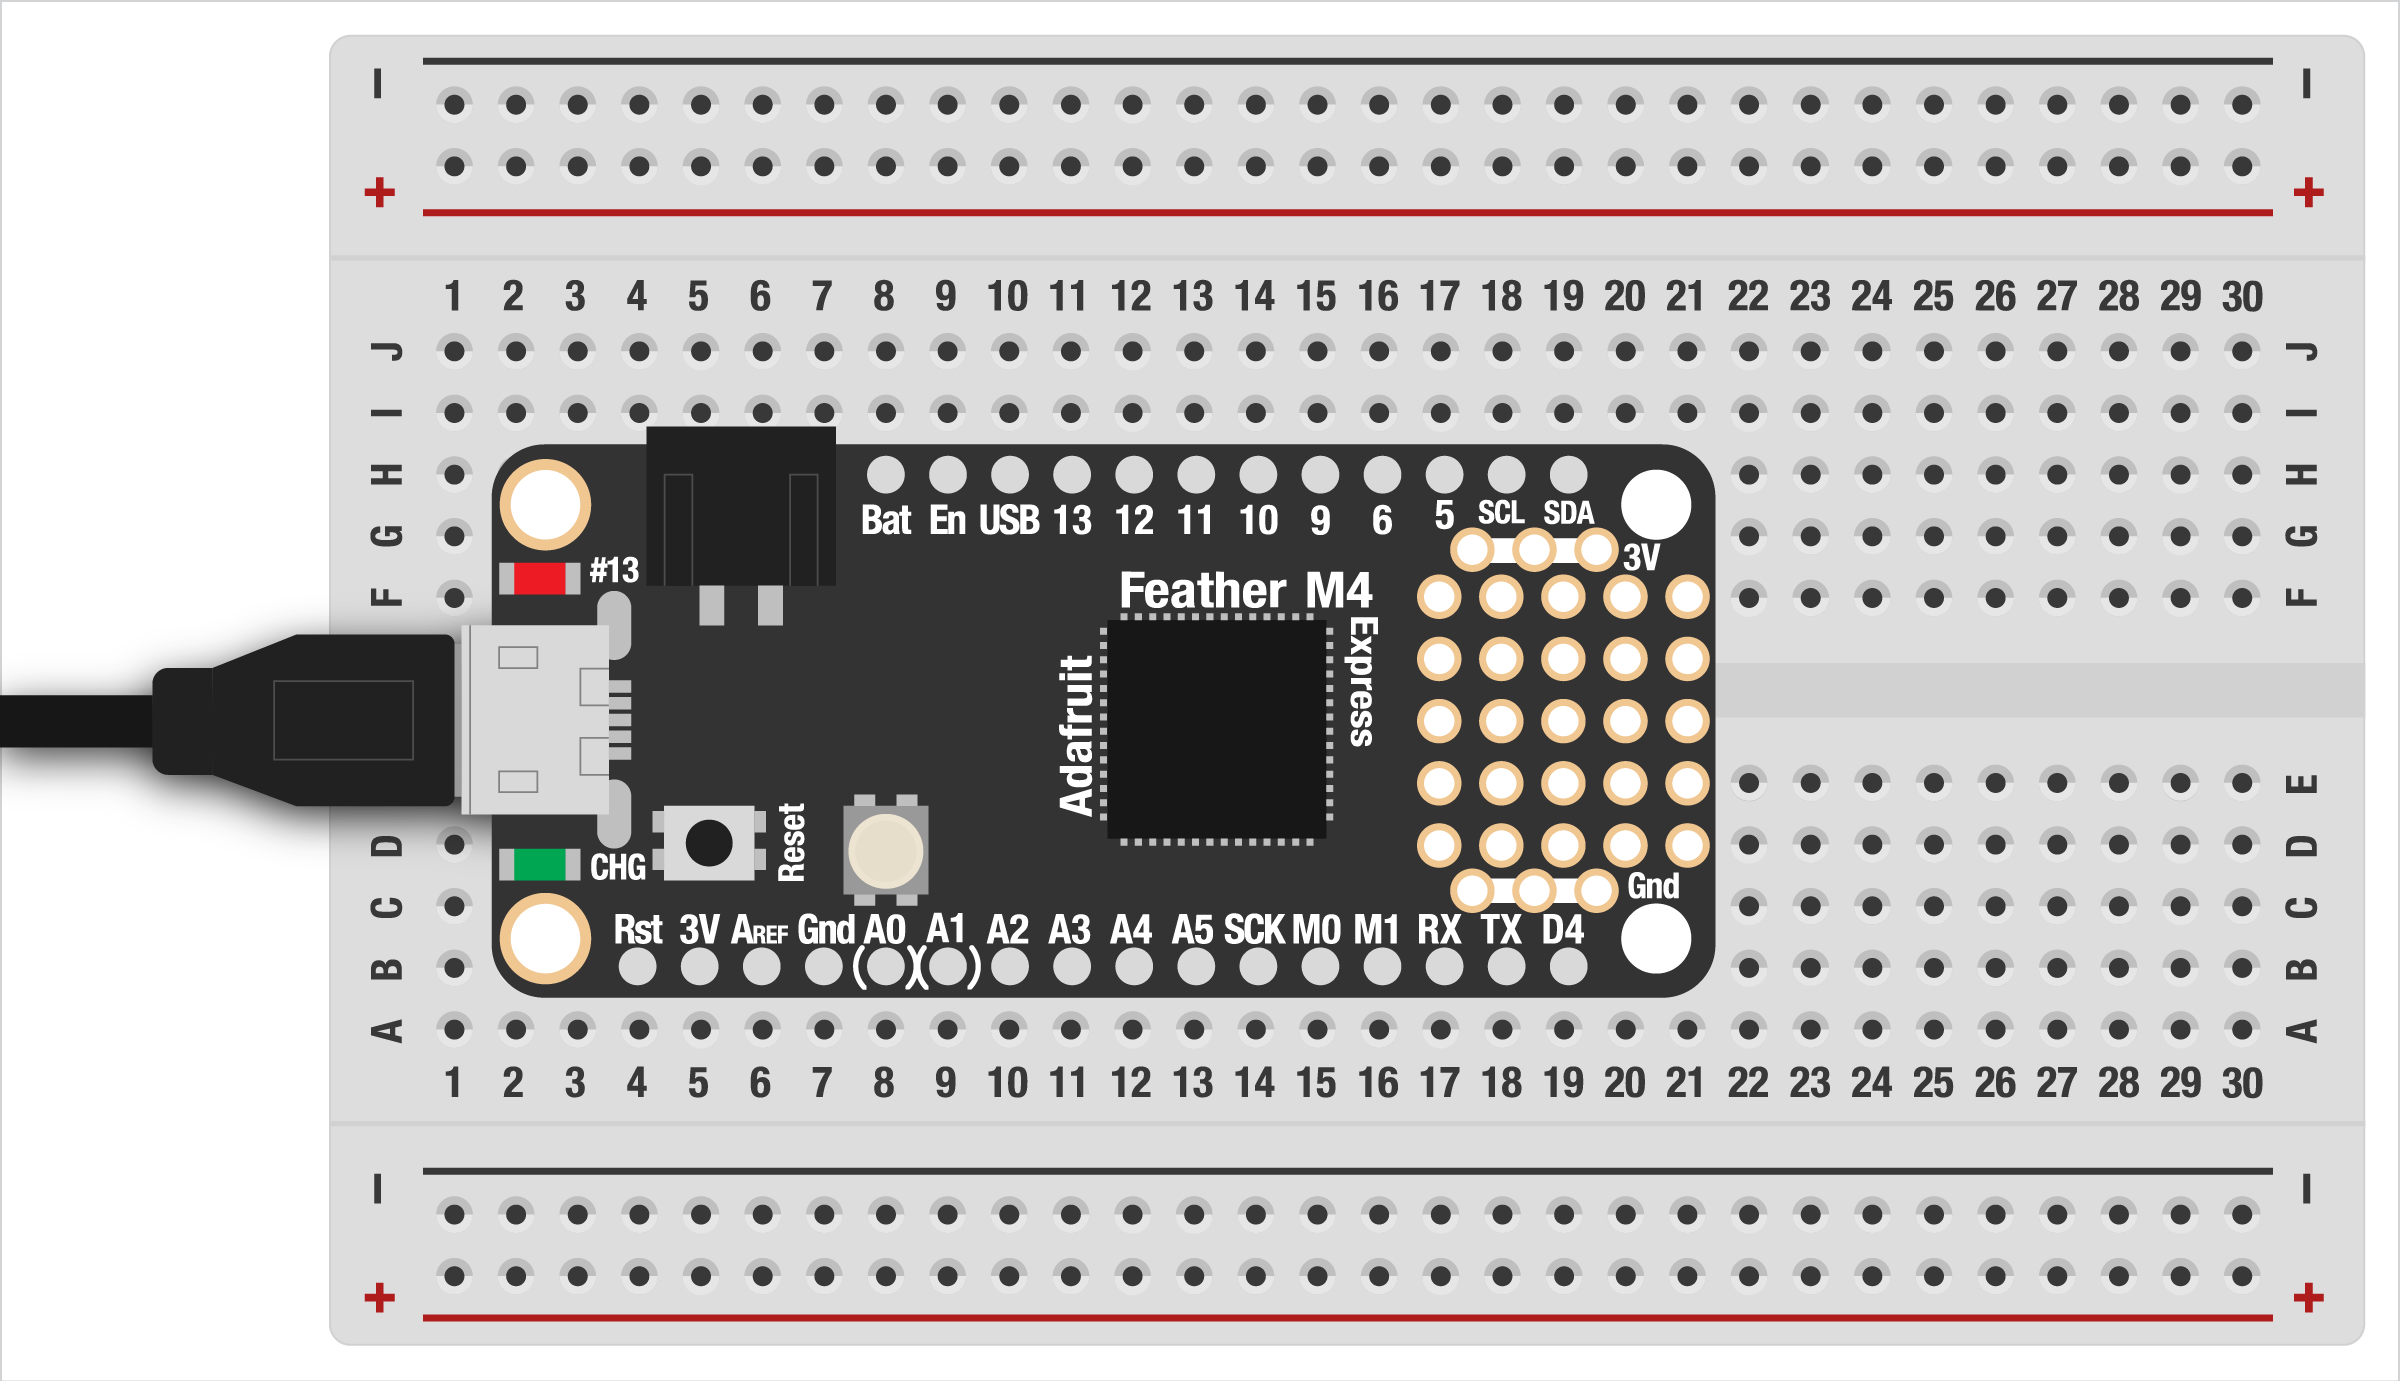 – –
+ +
1 2 3 4 5 6 7 8 9 10 11 12 13 14 15 16 17 18 19 20 21 22 23 24 25 26 27 28 29 30
J J
I I
H H
Bat En USB 13 12 11 10 9 6 5 SCL SDA
G G
3V
#13
Feather M4
F F
Express
Adafruit
E
Reset
D D
CHG
Gnd
C C
Rst 3V AREF Gnd A0 A1 A2 A3 A4 A5 SCK M0 M1 RX TX D4
B ( )( ) B
A A
1 2 3 4 5 6 7 8 9 10 11 12 13 14 15 16 17 18 19 20 21 22 23 24 25 26 27 28 29 30
– –
+ +